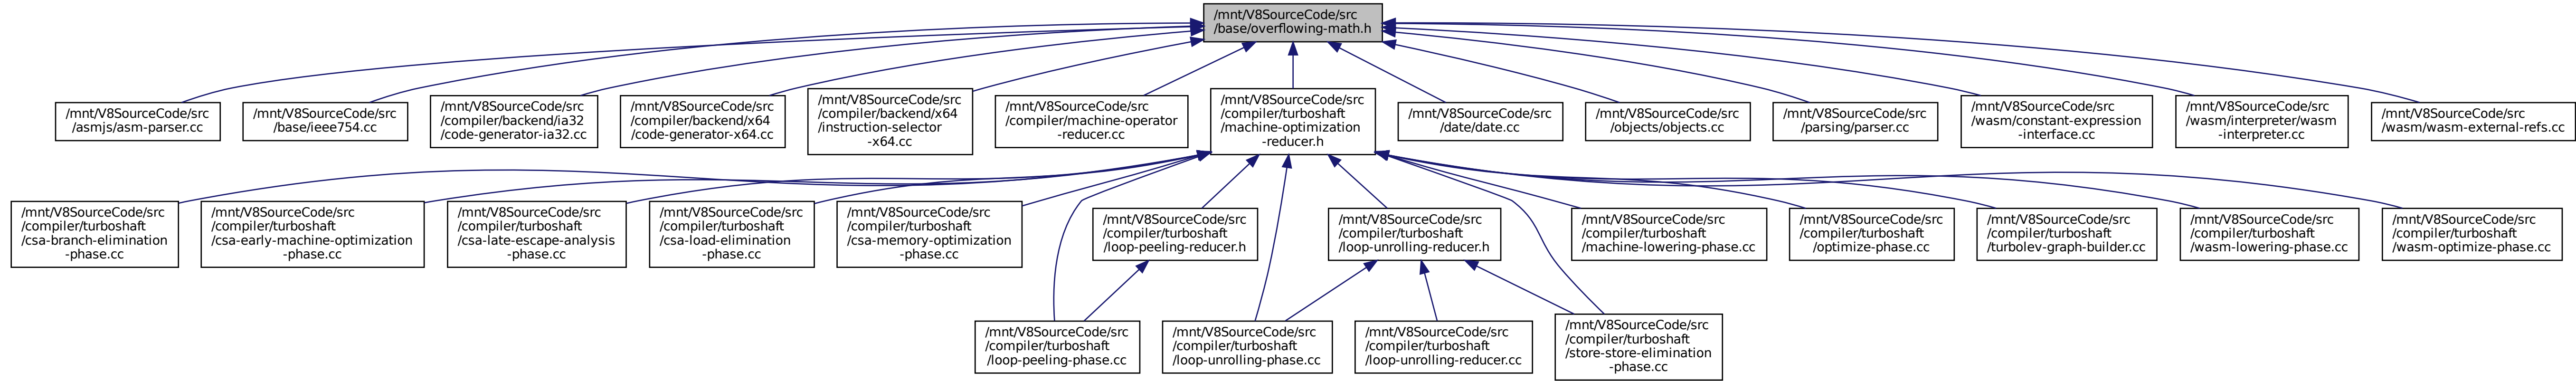 /mnt/V8SourceCode/src
/base/overflowing-math.h
/mnt/V8SourceCode/src
/asmjs/asm-parser.cc
/mnt/V8SourceCode/src
/base/ieee754.cc
/mnt/V8SourceCode/src
/compiler/backend/ia32
/code-generator-ia32.cc
/mnt/V8SourceCode/src
/compiler/backend/x64
/code-generator-x64.cc
/mnt/V8SourceCode/src
/compiler/backend/x64
/instruction-selector
-x64.cc
/mnt/V8SourceCode/src
/compiler/machine-operator
-reducer.cc
/mnt/V8SourceCode/src
/compiler/turboshaft
/machine-optimization
-reducer.h
/mnt/V8SourceCode/src
/date/date.cc
/mnt/V8SourceCode/src
/objects/objects.cc
/mnt/V8SourceCode/src
/parsing/parser.cc
/mnt/V8SourceCode/src
/wasm/constant-expression
-interface.cc
/mnt/V8SourceCode/src
/wasm/interpreter/wasm
-interpreter.cc
/mnt/V8SourceCode/src
/wasm/wasm-external-refs.cc
/mnt/V8SourceCode/src
/compiler/turboshaft
/csa-branch-elimination
-phase.cc
/mnt/V8SourceCode/src
/compiler/turboshaft
/csa-early-machine-optimization
-phase.cc
/mnt/V8SourceCode/src
/compiler/turboshaft
/csa-late-escape-analysis
-phase.cc
/mnt/V8SourceCode/src
/compiler/turboshaft
/csa-load-elimination
-phase.cc
/mnt/V8SourceCode/src
/compiler/turboshaft
/csa-memory-optimization
-phase.cc
/mnt/V8SourceCode/src
/compiler/turboshaft
/loop-peeling-reducer.h
/mnt/V8SourceCode/src
/compiler/turboshaft
/loop-unrolling-reducer.h
/mnt/V8SourceCode/src
/compiler/turboshaft
/machine-lowering-phase.cc
/mnt/V8SourceCode/src
/compiler/turboshaft
/optimize-phase.cc
/mnt/V8SourceCode/src
/compiler/turboshaft
/turbolev-graph-builder.cc
/mnt/V8SourceCode/src
/compiler/turboshaft
/wasm-lowering-phase.cc
/mnt/V8SourceCode/src
/compiler/turboshaft
/wasm-optimize-phase.cc
/mnt/V8SourceCode/src
/compiler/turboshaft
/loop-peeling-phase.cc
/mnt/V8SourceCode/src
/compiler/turboshaft
/loop-unrolling-phase.cc
/mnt/V8SourceCode/src
/compiler/turboshaft
/loop-unrolling-reducer.cc
/mnt/V8SourceCode/src
/compiler/turboshaft
/store-store-elimination
-phase.cc